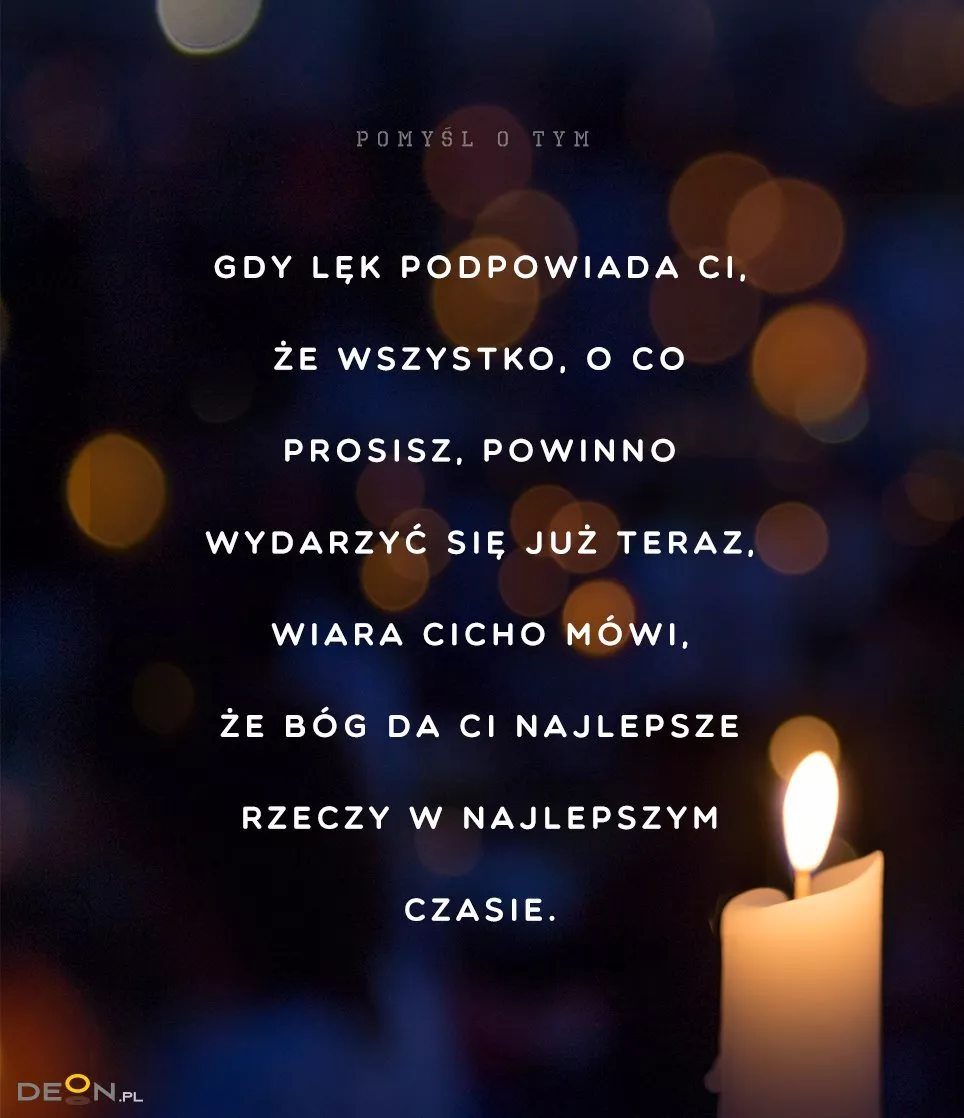 POMYŚL O TYM
GDY LĘK PODPOWIADA CI,
ŻE WSZYSTKO, O CO
PROSISZ, POWINNO
WYDARZYĆ SIĘ JUŻ TERAZ,
WIARA CICHO MÓWI,
ŻE BÓG DA CI NAJLEPSZE
RZECZY W NAJLEPSZYM
CZASIE.
DEON.PL